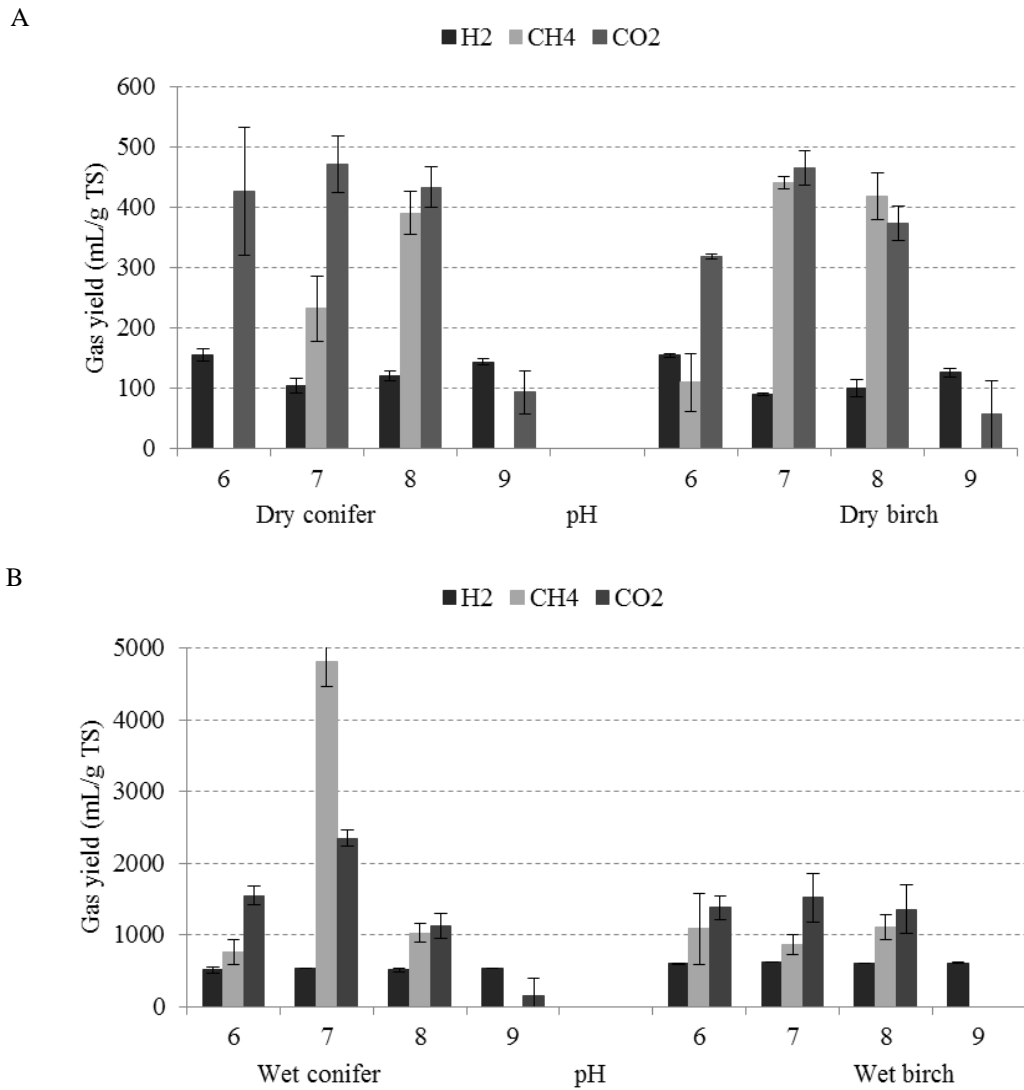 A
H2 CH4 CO2
Gas yield (mL/g TS)
600
500
400
300
200
100
0
6 7 8 9 6 7 8 9
Dry conifer pH Dry birch
B
H2 CH4 CO2
Gas yield (mL/g TS)
5000
4000
3000
2000
1000
0
6 7 8 9 6 7 8 9
Wet conifer pH Wet birch